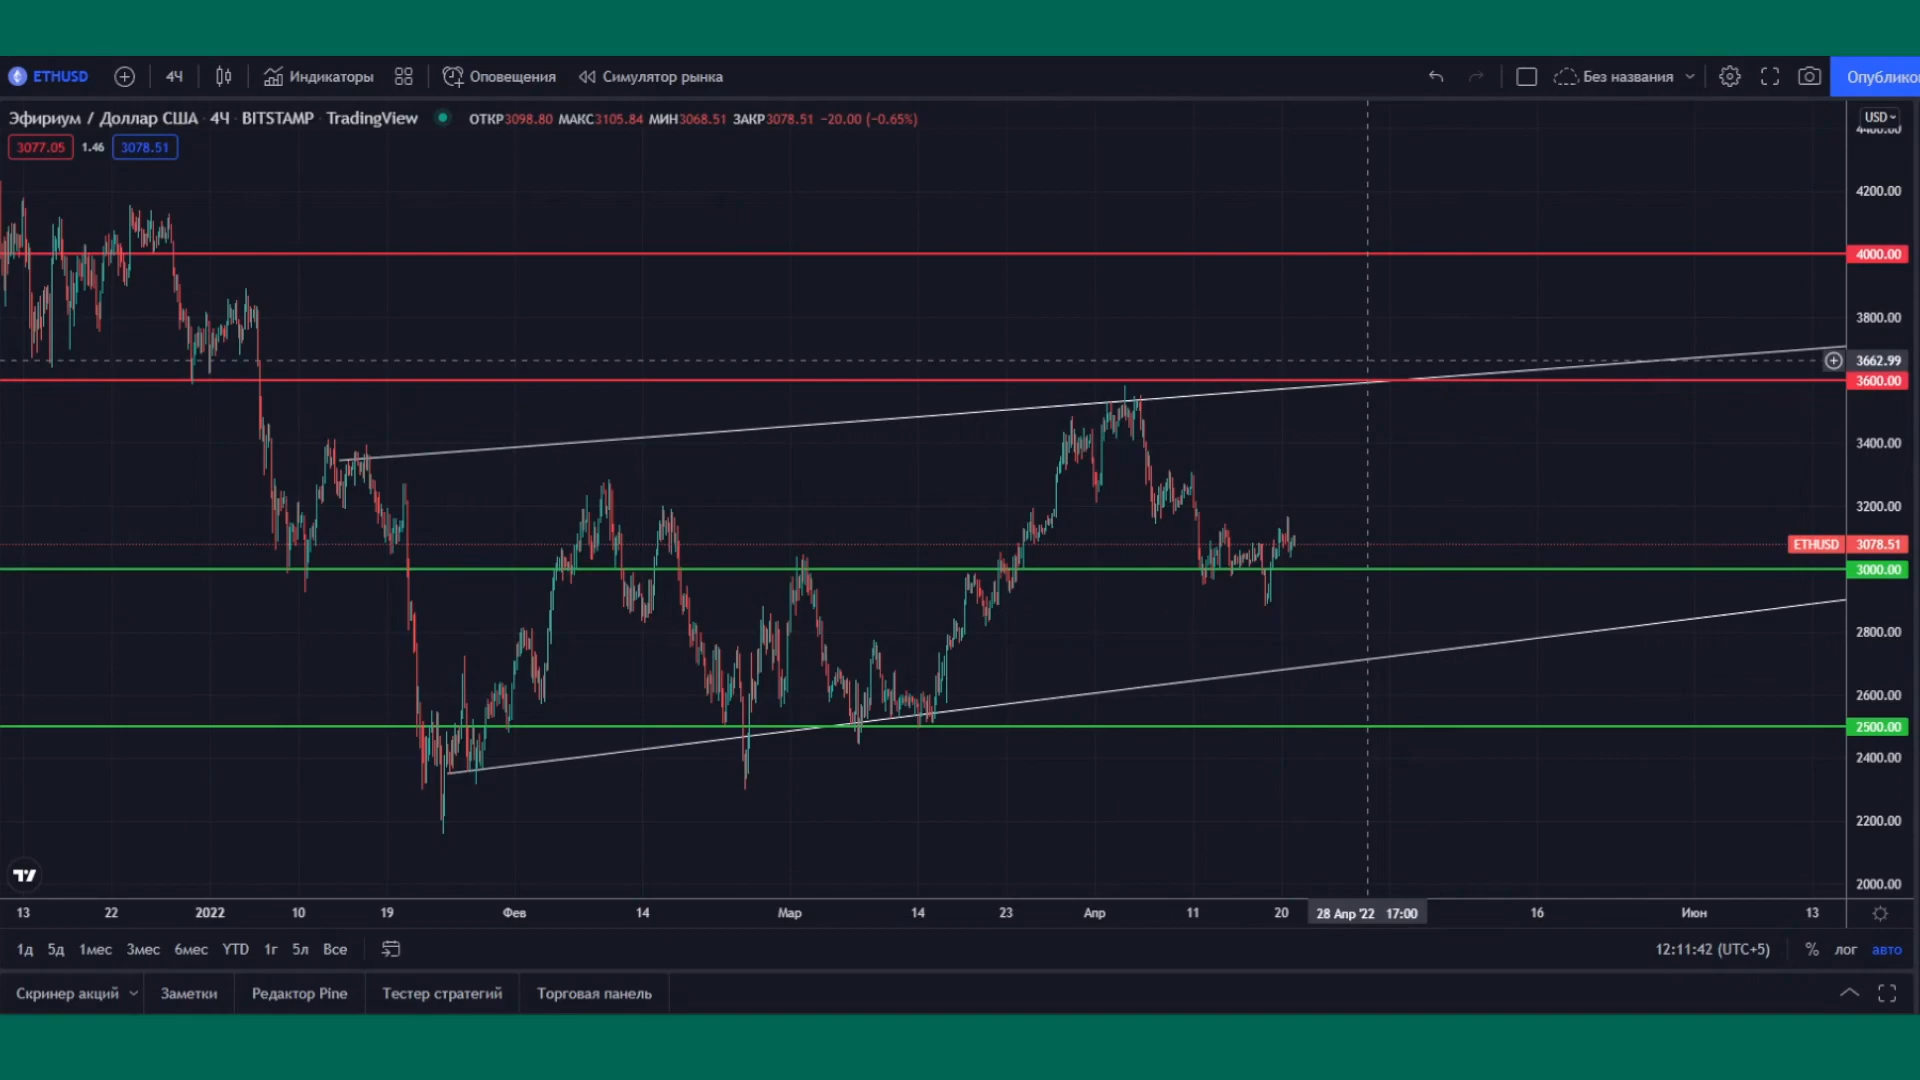 ETHUSD 4Ч Индикаторы Оповещения Симулятор рынка Без названия Опублико
Эфириум / Доллар США 4Ч BITSTAMP TradingView ОТКР3098.80 МАКС3105.84 МИН3068.51 ЗАКР3078.51 −20.00 (−0.65%)
USD
4400.00
3077.05 1.46 3078.51
4200.00
4000.00
3800.00
3662.99
3600.00
3400.00
3200.00
ETHUSD 3078.51
3000.00
2800.00
2600.00
2500.00
2400.00
2200.00
2000.00
13 22 2022 10 19 Фев 14 Мар 14 23 Апр 11 20 28 Апр '22 17:00 16 Июн 13
1д 5д 1мес 3мес 6мес YTD 1г 5л Все 12:11:42 (UTC+5) % лог авто
Скринер акций Заметки Редактор Pine Тестер стратегий Торговая панель